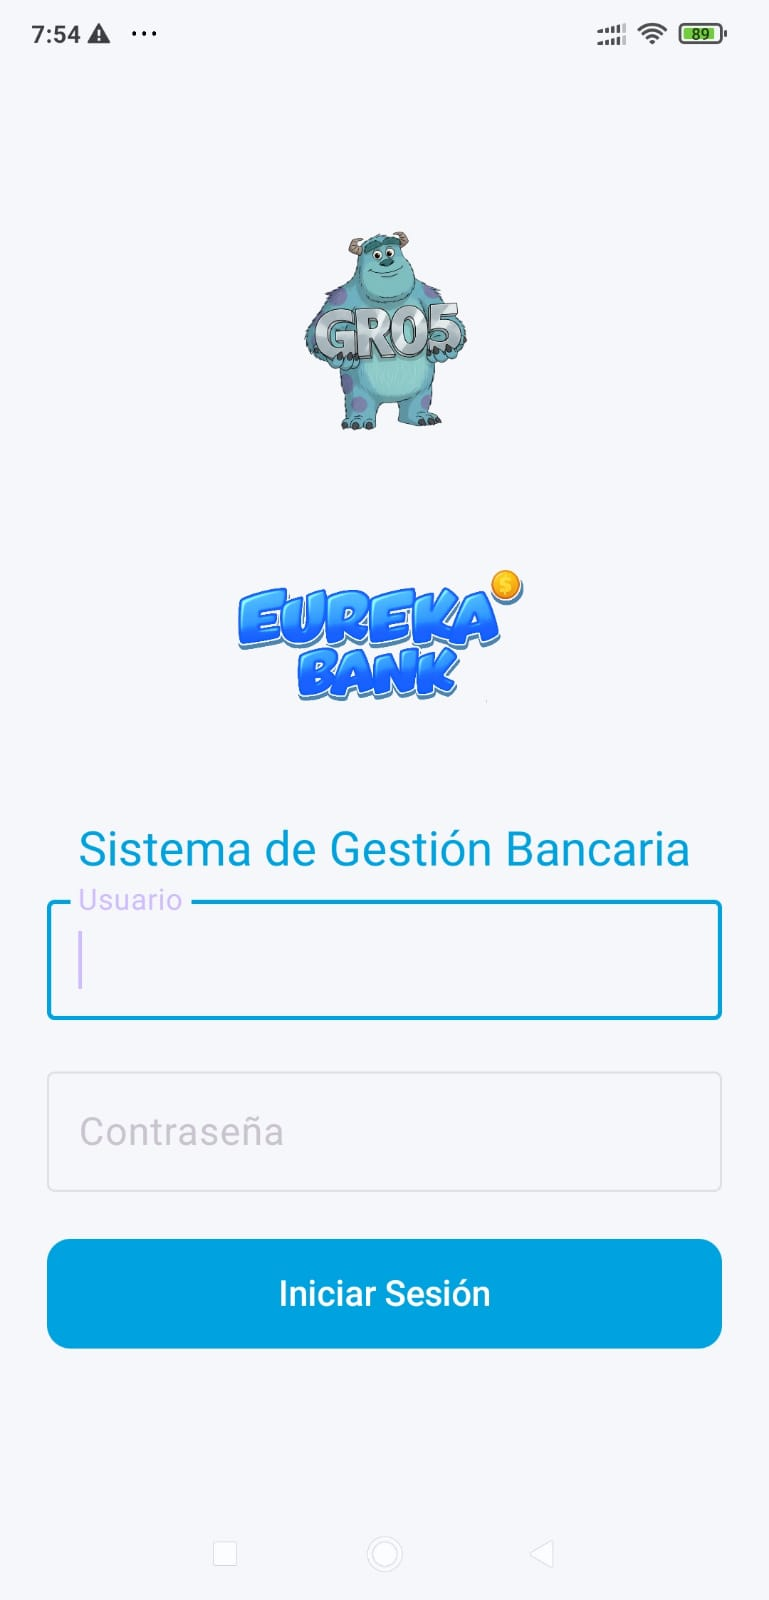 7:54
89
GR05
EUREKA
BANK
Sistema de Gestión Bancaria
Usuario
Contraseña
Iniciar Sesión